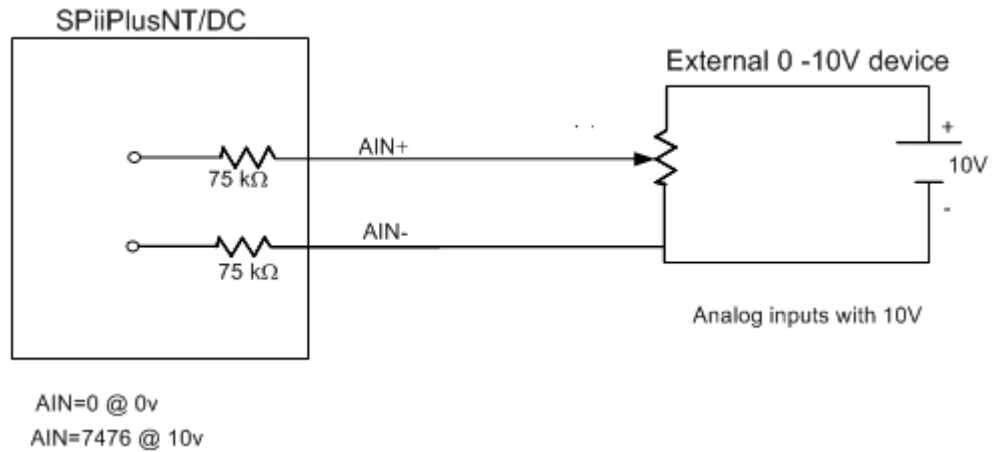 SPiiPlusNT/DC
External 0 -10V device
AIN+
75 kΩ
+
10V
-
AIN-
75 kΩ
Analog inputs with 10V
AIN=0 @ 0v
AIN=7476 @ 10v